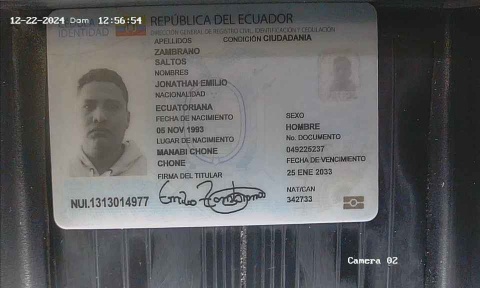 12-22-2024 Dom 12:56:54
REPÚBLICA DEL ECUADOR
IDENTIDAD
DIRECCIÓN GENERAL DE REGISTRO CIVIL, IDENTIFICACIÓN Y CEDULACIÓN
APELLIDOS
CONDICIÓN CIUDADANÍA
ZAMBRANO
SALTOS
NOMBRES
JONATHAN EMILIO
NACIONALIDAD
ECUATORIANA
FECHA DE NACIMIENTO
05 NOV 1993
LUGAR DE NACIMIENTO
MANABI CHONE
CHONE
FIRMA DEL TITULAR
SEXO
HOMBRE
No. DOCUMENTO
049225237
FECHA DE VENCIMIENTO
25 ENE 2033
NAT/CAN
342733
NUI.1313014977
Camera 02